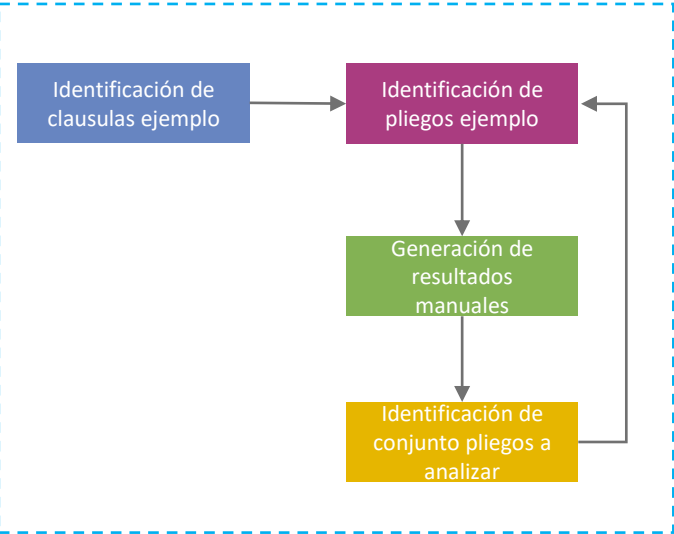 Identificación de
clausulas ejemplo
Identificación de
pliegos ejemplo
Generación de
resultados
manuales
Identificación de
conjunto pliegos a
analizar